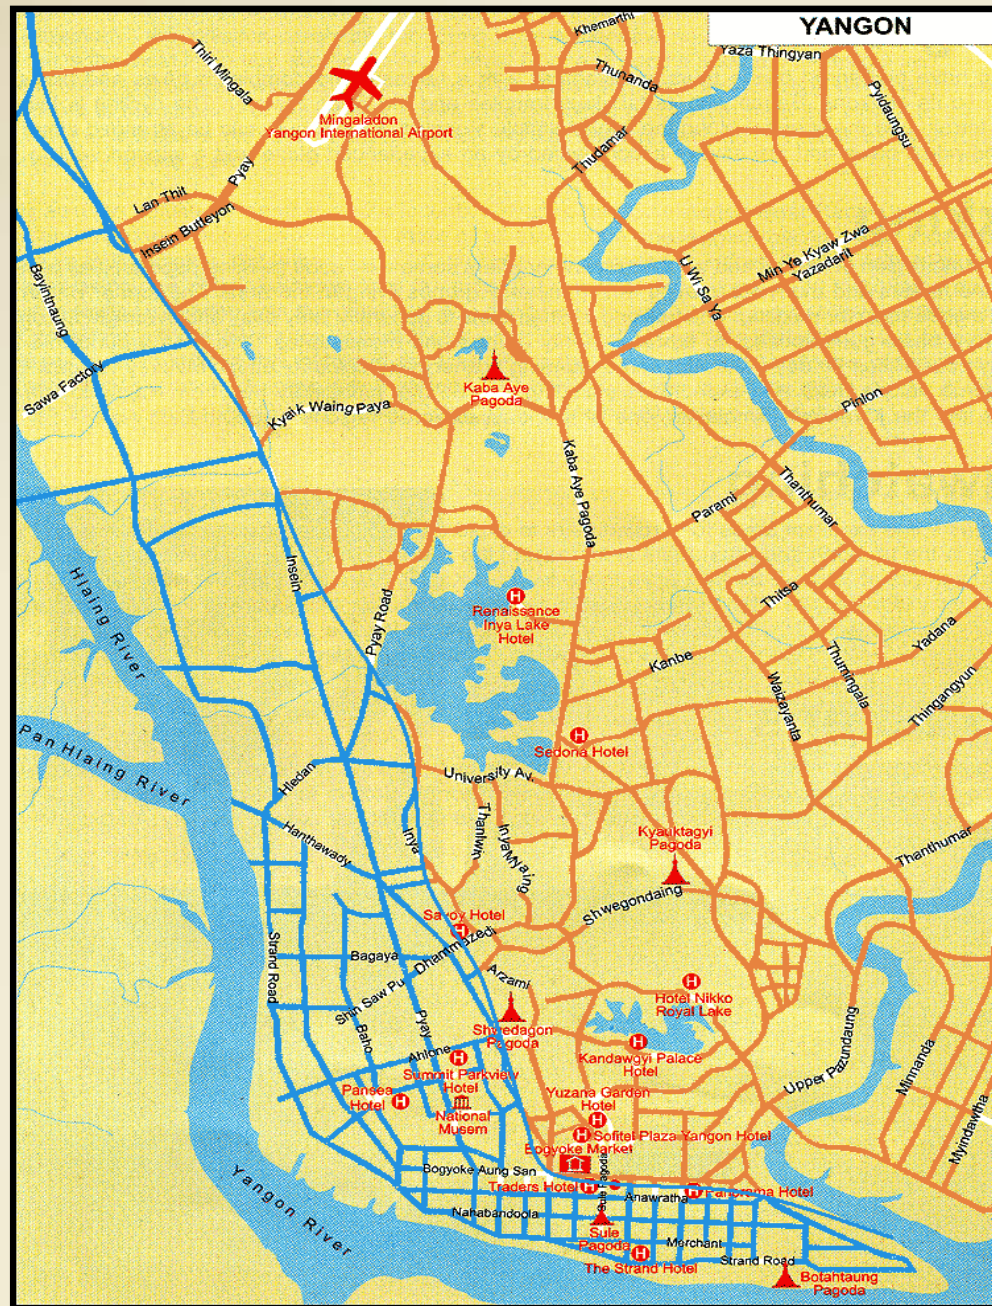 YANGON
Khemarthi
Yaza Thingyan
Thiri Mingala
Thunanda
Pyidaungsu
Mingaladon
Yangon International Airport
Thudamar
Pyay
Lan Thit
Insein Butteyon
Min Ye Kyaw Zwa
Yazadarit
U Wi Sa Ya
Bayintnaung
Sawa Factory
Kaba Aye
Pagoda
Kyaik Waing Paya
Pinlon
Kaba Aye Pagoda
Parami
Thanthumar
Insein
Hlaing River
Renaissance
Inya Lake
Hotel
Pyay Road
Thitsa
Yadana
Kanbe
Thumingala
Waizayanta
Thingangyun
Sedona Hotel
Pan Hlaing River
University Av.
Hledan
Hanthawady
Inya
Thanlwin
Inya Myaing
Kyauktagyi
Pagoda
Thanthumar
Shwegondaing
Savoy Hotel
Dhantmazedi
Bagaya
Strand Road
Arzami
Shin Saw Pu
Hotel Nikko
Royal Lake
Baho
Pyay
Shwedagon
Pagoda
Ahlone
Kandawgyi Palace
Hotel
Summit Parkview
Hotel
Upper Pazundaung
Minnanda
Myindawtha
Pansea
Hotel
National
Musem
Yuzana Garden
Hotel
Sofitel Plaza Yangon Hotel
Bogyoke Market
Bogyoke Aung San
Traders Hotel
Sule Pagoda
Anawratha
Panorama Hotel
Nahabandoola
Sule
Pagoda
Merchant
Strand Road
The Strand Hotel
Botahtaung
Pagoda
Yangon River